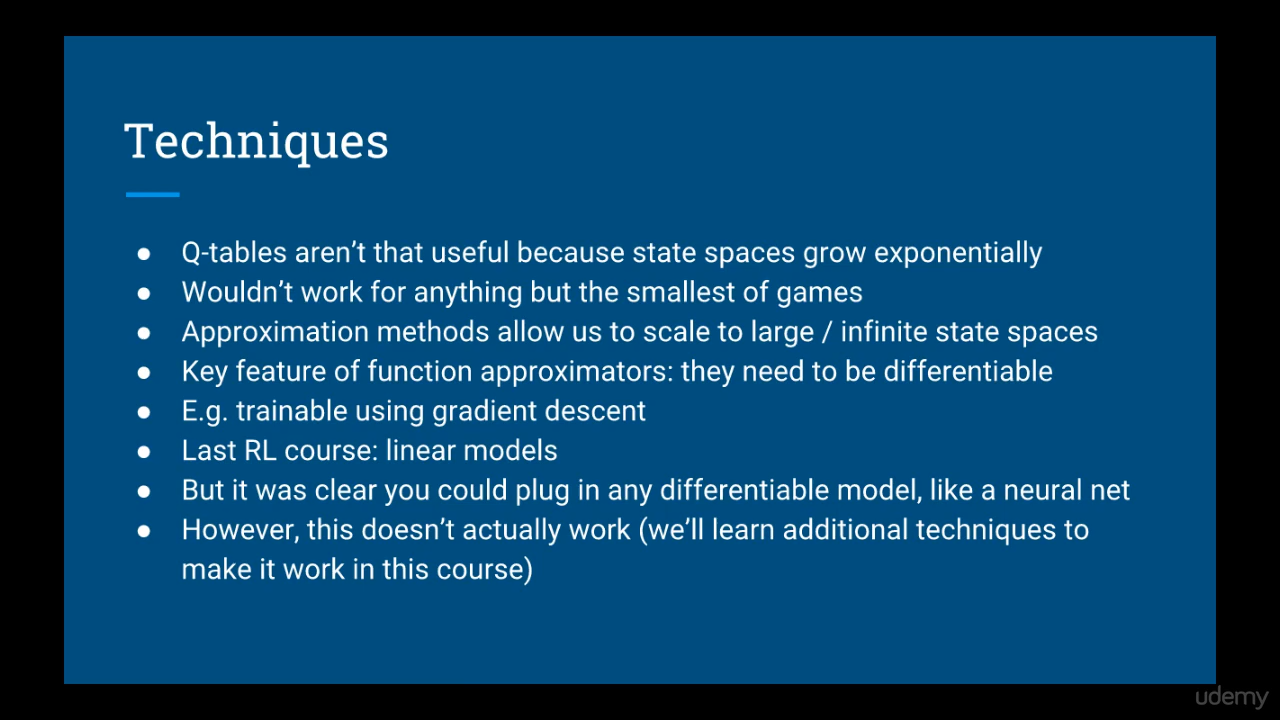 Techniques
● Q-tables aren’t that useful because state spaces grow exponentially
● Wouldn’t work for anything but the smallest of games
● Approximation methods allow us to scale to large / infinite state spaces
● Key feature of function approximators: they need to be differentiable
● E.g. trainable using gradient descent
● Last RL course: linear models
● But it was clear you could plug in any differentiable model, like a neural net
● However, this doesn’t actually work (we’ll learn additional techniques to
make it work in this course)
udemy